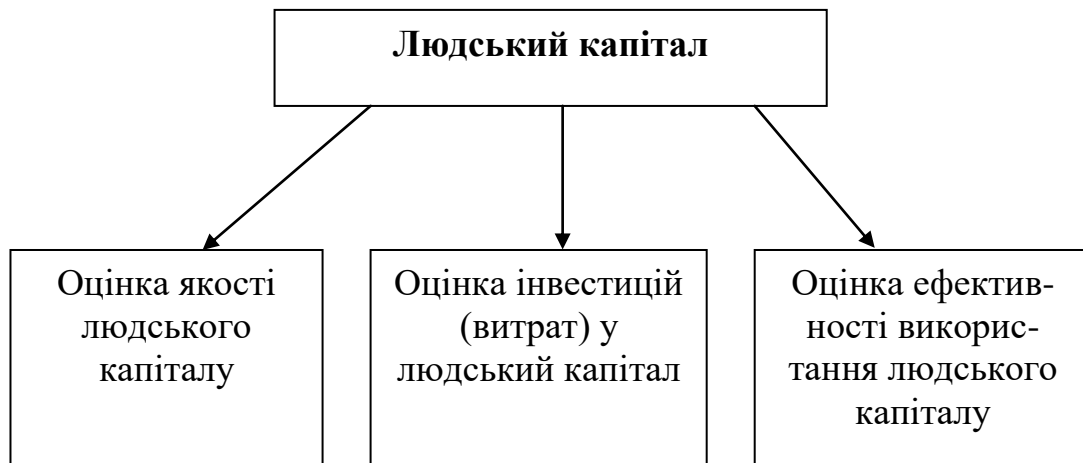 Людський капітал
Оцінка якості
людського
капіталу
Оцінка інвестицій
(витрат) у
людський капітал
Оцінка ефектив-
ності викорис-
тання людського
капіталу